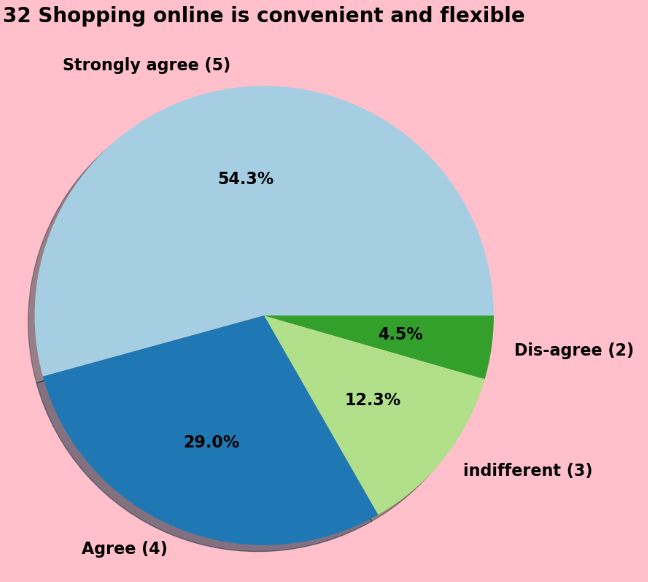 32 Shopping online is convenient and flexible
Strongly agree (5)
54.3%
4.5%
Dis-agree (2)
12.3%
29.0%
indifferent (3)
Agree (4)